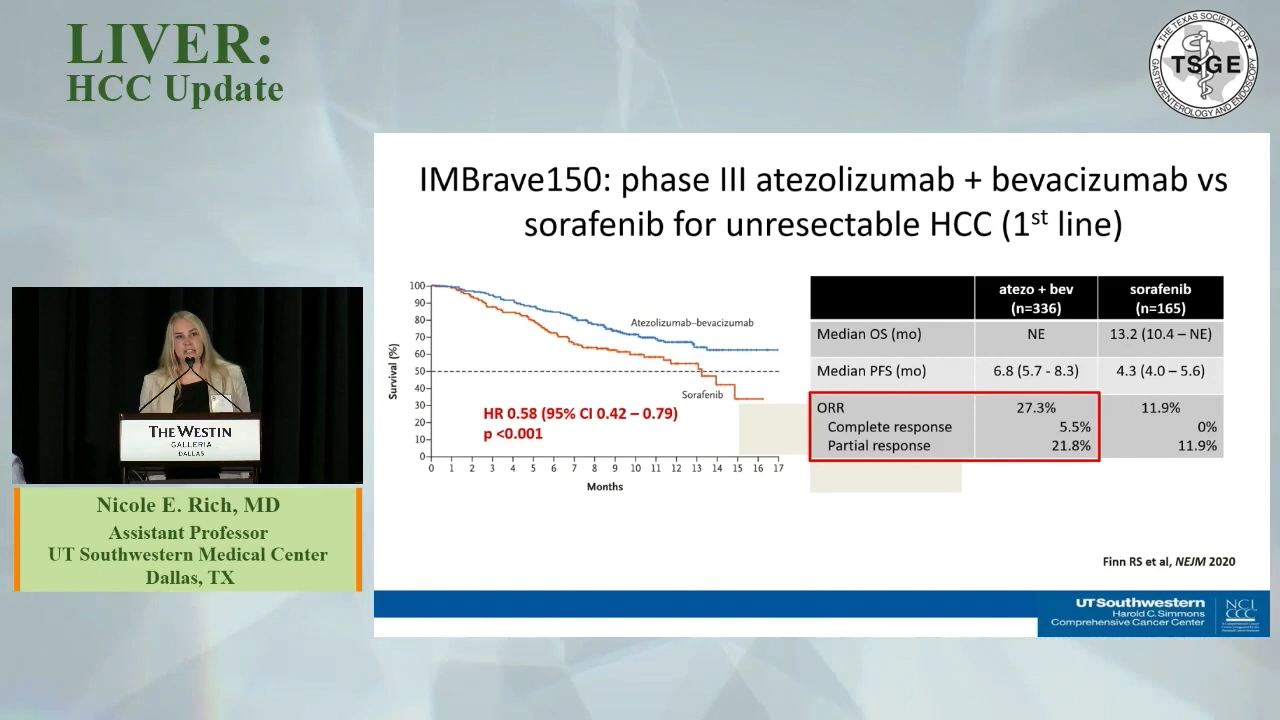 LIVER:
HCC Update
THE TEXAS SOCIETY FOR
GASTROENTEROLOGY AND ENDOSCOPY
TSGE
IMBrave150: phase III atezolizumab + bevacizumab vs
sorafenib for unresectable HCC (1st line)
Survival (%)
100
90
80
70
60
50
40
30
20
10
0
0 1 2 3 4 5 6 7 8 9 10 11 12 13 14 15 16 17
Months
Atezolizumab–bevacizumab
Sorafenib
HR 0.58 (95% CI 0.42 – 0.79)
p <0.001
atezo + bev sorafenib
(n=336) (n=165)
Median OS (mo) NE 13.2 (10.4 – NE)
Median PFS (mo) 6.8 (5.7 - 8.3) 4.3 (4.0 – 5.6)
ORR 27.3% 11.9%
Complete response 5.5% 0%
Partial response 21.8% 11.9%
Finn RS et al, NEJM 2020
UT Southwestern
Harold C. Simmons
Comprehensive Cancer Center
NCI
CCC
THE WESTIN
GALLERIA
DALLAS
Nicole E. Rich, MD
Assistant Professor
UT Southwestern Medical Center
Dallas, TX